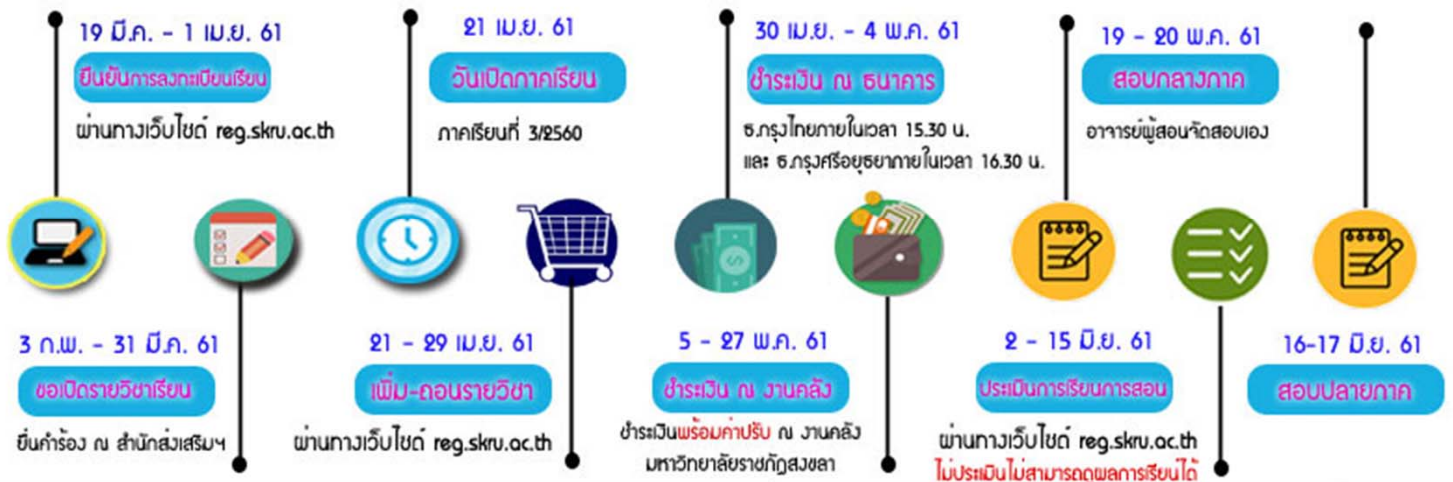 19 มี.ค. - 1 เม.ย. 61
ยืนยันการลงทะเบียนเรียน
ผ่านทางเว็บไซต์ reg.skru.ac.th
21 เม.ย. 61
วันเปิดภาคเรียน
ภาคเรียนที่ 3/2560
30 เม.ย. - 4 พ.ค. 61
ชำระเงิน ณ ธนาคาร
ธ.กรุงไทยภายในเวลา 15.30 น.
และ ธ.กรุงศรีอยุธยาภายในเวลา 16.30 น.
19 - 20 พ.ค. 61
สอบกลางภาค
อาจารย์ผู้สอนจัดสอบเอง
3 ก.พ. - 31 มี.ค. 61
ขอเปิดรายวิชาเรียน
ยื่นคำร้อง ณ สำนักส่งเสริมฯ
21 - 29 เม.ย. 61
เพิ่ม-ถอนรายวิชา
ผ่านทางเว็บไซต์ reg.skru.ac.th
5 - 27 พ.ค. 61
ชำระเงิน ณ งานคลัง
ชำระเงินพร้อมค่าปรับ ณ งานคลัง
มหาวิทยาลัยราชภัฏสงขลา
2 - 15 มิ.ย. 61
ประเมินการเรียนการสอน
ผ่านทางเว็บไซต์ reg.skru.ac.th
ไม่ประเมินไม่สามารถดูผลการเรียนได้
16-17 มิ.ย. 61
สอบปลายภาค